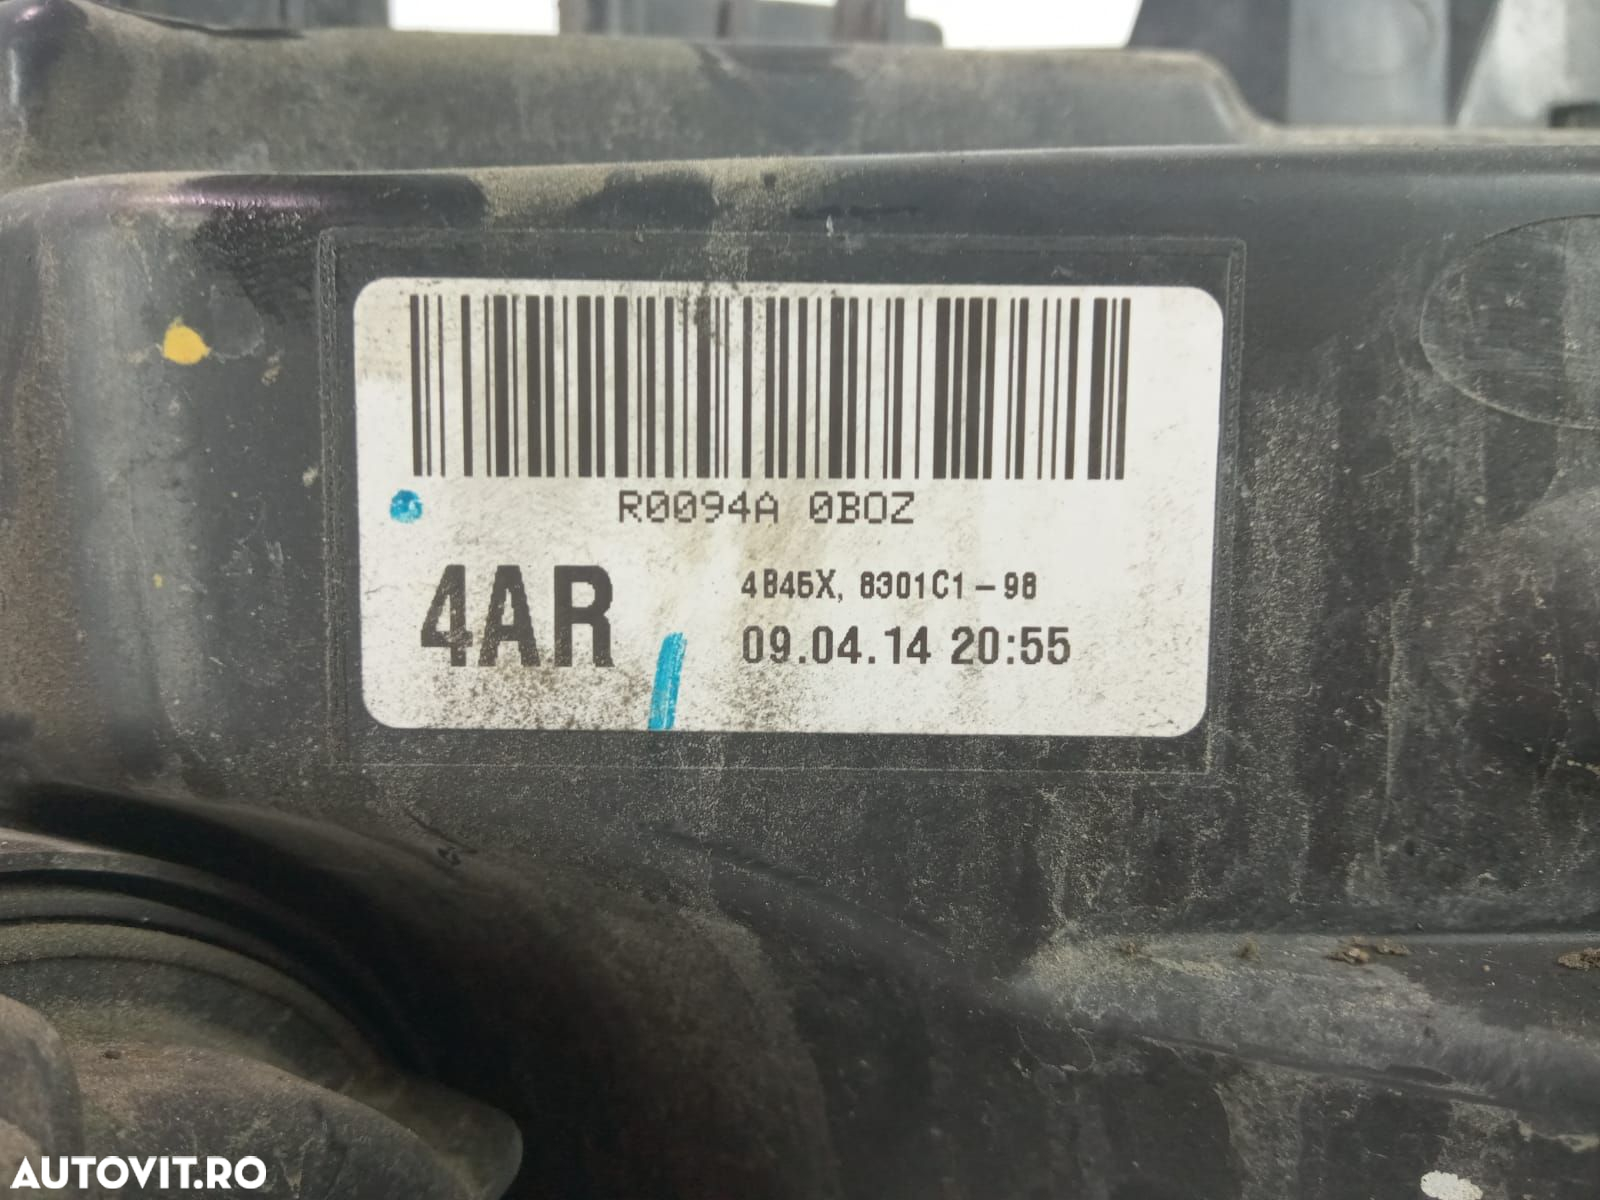 R0094A 0BOZ
4AR
4B45X, 8301C1-98
09.04.14 20:55
AUTOVIT.RO